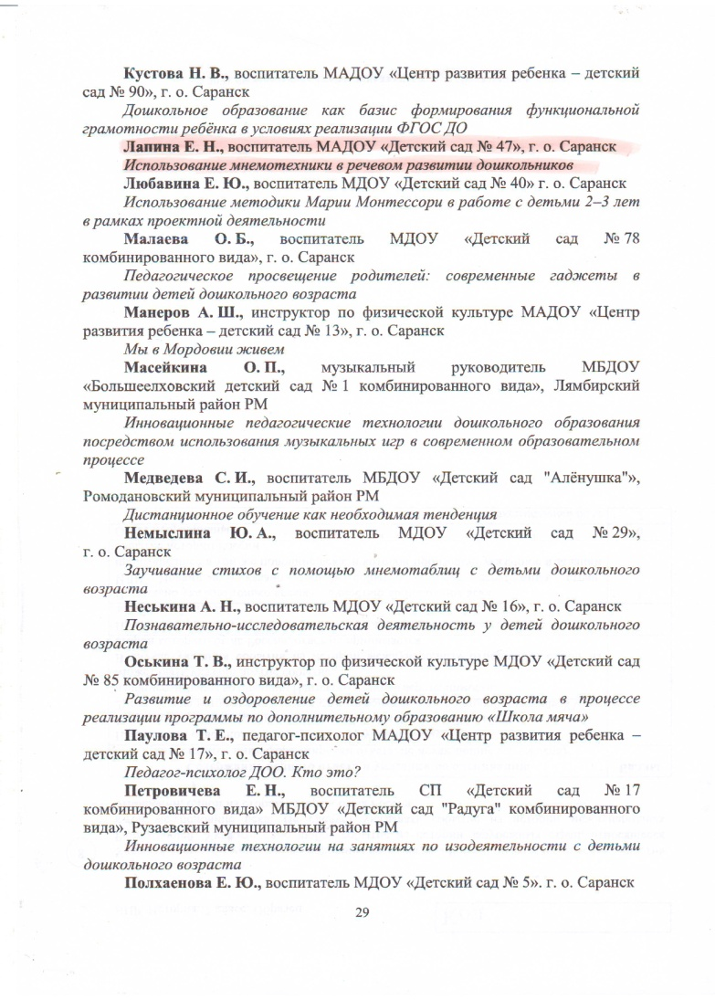 Кустова Н. В., воспитатель МАДОУ «Центр развития ребенка – детский
сад № 90», г. о. Саранск
Дошкольное образование как базис формирования функциональной
грамотности ребёнка в условиях реализации ФГОС ДО
Лапина Е. Н., воспитатель МАДОУ «Детский сад № 47», г. о. Саранск
Использование мнемотехники в речевом развитии дошкольников
Любавина Е. Ю., воспитатель МДОУ «Детский сад № 40» г. о. Саранск
Использование методики Марии Монтессори в работе с детьми 2–3 лет
в рамках проектной деятельности
Малаева О. Б., воспитатель МДОУ «Детский сад № 78
комбинированного вида», г. о. Саранск
Педагогическое просвещение родителей: современные гаджеты в
развитии детей дошкольного возраста
Манеров А. Ш., инструктор по физической культуре МАДОУ «Центр
развития ребенка – детский сад № 13», г. о. Саранск
Мы в Мордовии живем
Масейкина О. П., музыкальный руководитель МБДОУ
«Большеелховский детский сад № 1 комбинированного вида», Лямбирский
муниципальный район РМ
Инновационные педагогические технологии дошкольного образования
посредством использования музыкальных игр в современном образовательном
процессе
Медведева С. И., воспитатель МБДОУ «Детский сад "Алёнушка"»,
Ромодановский муниципальный район РМ
Дистанционное обучение как необходимая тенденция
Немыслина Ю. А., воспитатель МДОУ «Детский сад № 29»,
г. о. Саранск
Заучивание стихов с помощью мнемотаблиц с детьми дошкольного
возраста
Неськина А. Н., воспитатель МДОУ «Детский сад № 16», г. о. Саранск
Познавательно-исследовательская деятельность у детей дошкольного
возраста
Оськина Т. В., инструктор по физической культуре МДОУ «Детский сад
№ 85 комбинированного вида», г. о. Саранск
Развитие и оздоровление детей дошкольного возраста в процессе
реализации программы по дополнительному образованию «Школа мяча»
Паулова Т. Е., педагог-психолог МАДОУ «Центр развития ребенка –
детский сад № 17», г. о. Саранск
Педагог-психолог ДОО. Кто это?
Петровичева Е. Н., воспитатель СП «Детский сад № 17
комбинированного вида» МБДОУ «Детский сад "Радуга" комбинированного
вида», Рузаевский муниципальный район РМ
Инновационные технологии на занятиях по изодеятельности с детьми
дошкольного возраста
Полхаенова Е. Ю., воспитатель МДОУ «Детский сад № 5». г. о. Саранск
29